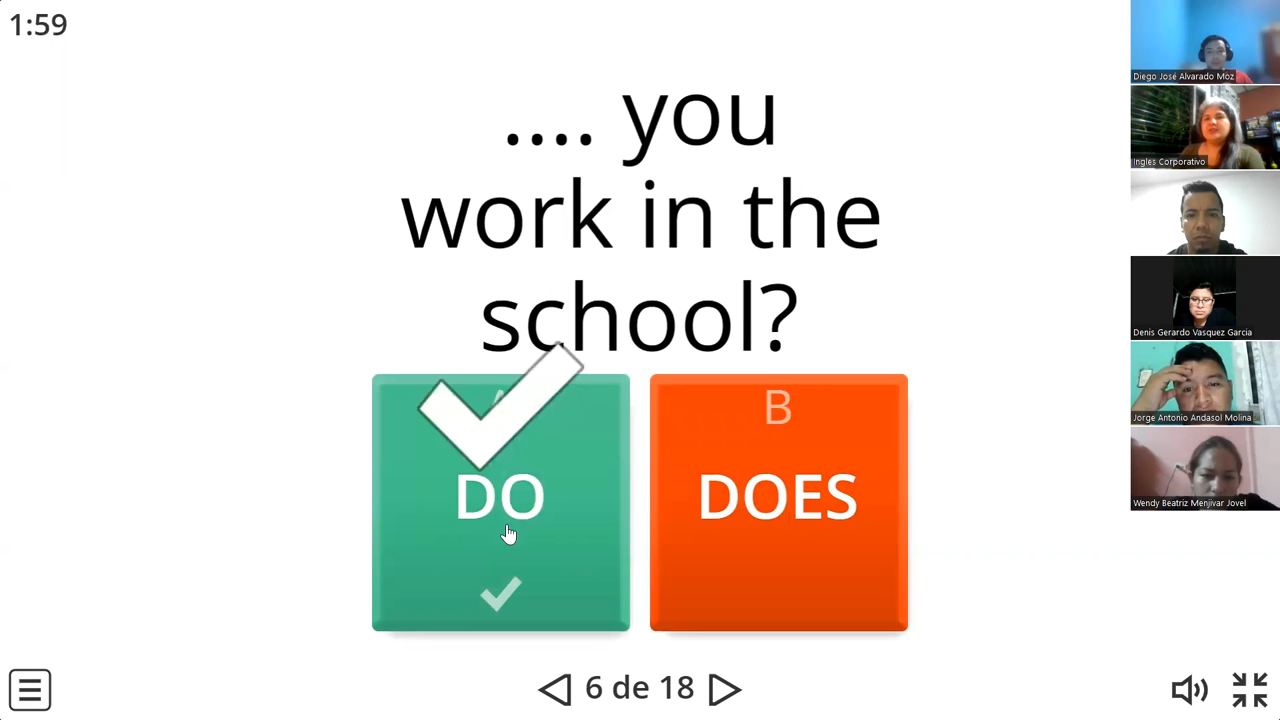 1:59
.... you
work in the
school?
B
DO
DOES
6 de 18
Diego José Alvarado Moz
Ingles Corporativo
Denis Gerardo Vasquez Garcia
Jorge Antonio Andasol Molina
Wendy Beatriz Menjivar Jovel